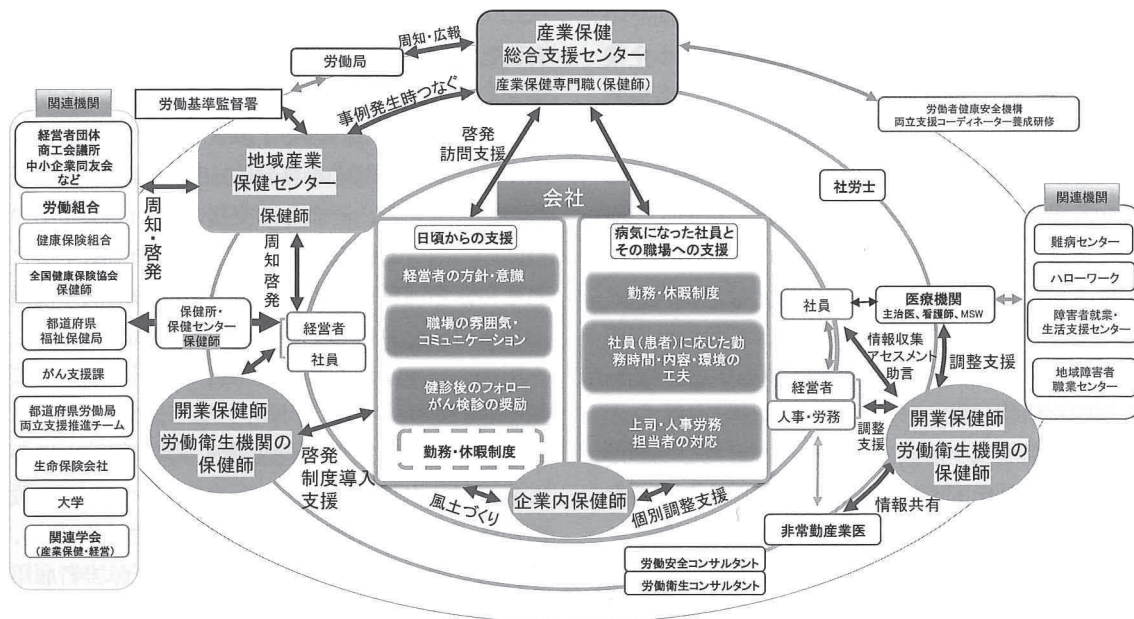 産業保健
総合支援センター
産業保健専門職(保健師)
周知・広報
労働局
労働基準監督署
事例発生時つなぐ
労働者健康安全機構
両立支援コーディネーター養成研修
関連機関
経営者団体
商工会議所
中小企業同友会
など
労働組合
健康保険組合
全国健康保険協会
保健師
都道府県
福祉保健局
がん支援課
都道府県労働局
両立支援推進チーム
生命保険会社
大学
関連学会
(産業保健・経営)
周知・啓発
地域産業
保健センター
保健師
周知 啓発
保健所・
保健センター
保健師
経営者
社員
開業保健師
労働衛生機関の
保健師
啓発
制度導入
支援
啓発
訪問支援
会社
日頃からの支援
経営者の方針・意識
職場の雰囲気・
コミュニケーション
健診後のフォロー
がん検診の奨励
勤務・休暇制度
病気になった社員と
その職場への支援
勤務・休暇制度
社員(患者)に応じた勤
務時間・内容・環境の
工夫
上司・人事労務
担当者の対応
風土づくり
企業内保健師
個別調整支援
社労士
社員
医療機関
主治医、看護師、MSW
情報収集
アセスメント
助言
調整支援
経営者
人事・労務
調整
支援
開業保健師
労働衛生機関の
保健師
情報共有
非常勤産業医
労働安全コンサルタント
労働衛生コンサルタント
関連機関
難病センター
ハローワーク
障害者就業・
生活支援センター
地域障害者
職業センター